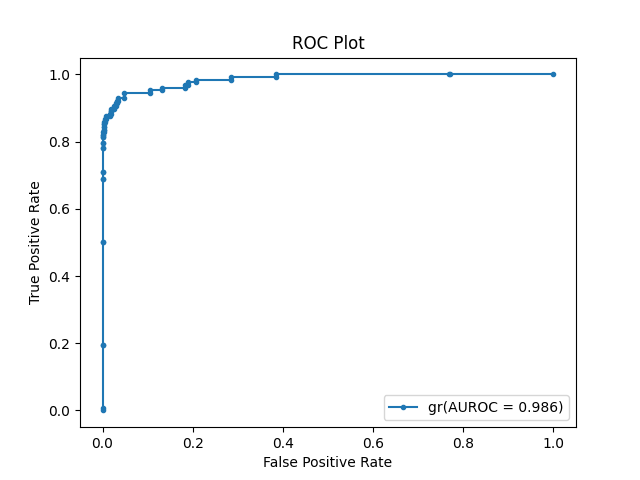 ROC Plot
True Positive Rate
1.0
0.8
0.6
0.4
0.2
0.0
gr(AUROC = 0.986)
0.0 0.2 0.4 0.6 0.8 1.0
False Positive Rate